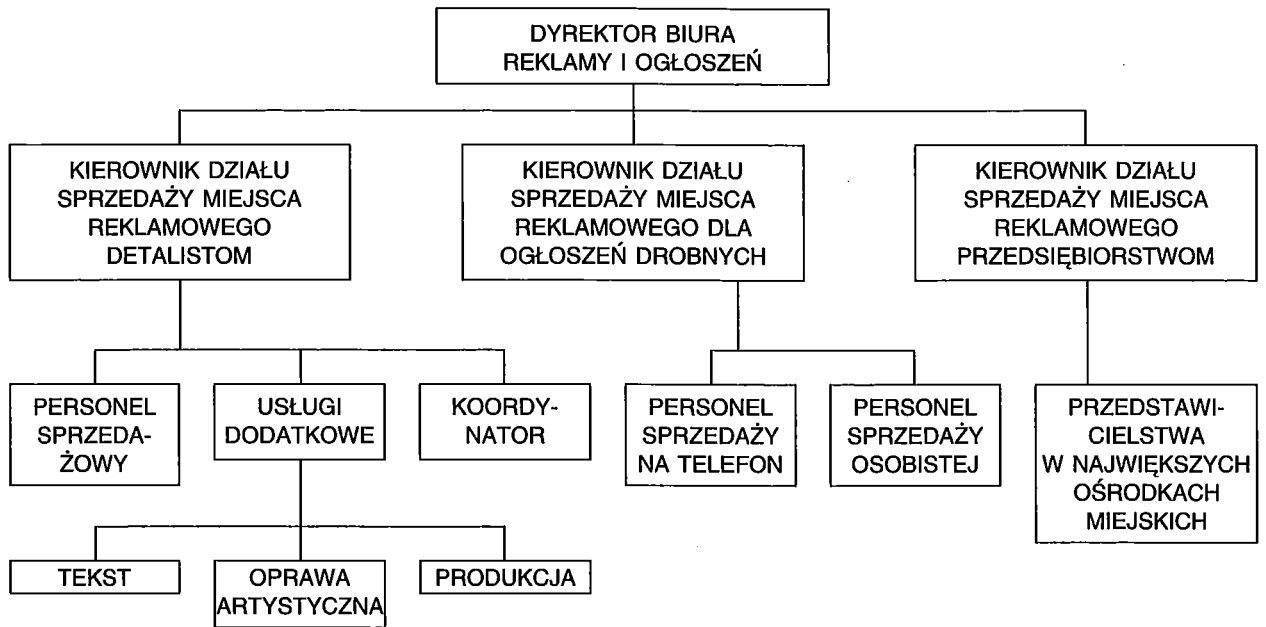 DYREKTOR BIURA
REKLAMY I OGŁOSZEŃ
KIEROWNIK DZIAŁU
SPRZEDAŻY MIEJSCA
REKLAMOWEGO
DETALISTOM
KIEROWNIK DZIAŁU
SPRZEDAŻY MIEJSCA
REKLAMOWEGO DLA
OGŁOSZEŃ DROBNYCH
KIEROWNIK DZIAŁU
SPRZEDAŻY MIEJSCA
REKLAMOWEGO
PRZEDSIĘBIORSTWOM
PERSONEL
SPRZEDA-
ŻOWY
USŁUGI
DODATKOWE
KOORDY-
NATOR
PERSONEL
SPRZEDAŻY
NA TELEFON
PERSONEL
SPRZEDAŻY
OSOBISTEJ
PRZEDSTAWI-
CIELSTWA
W NAJWIĘKSZYCH
OŚRODKACH
MIEJSKICH
TEKST
OPRAWA
ARTYSTYCZNA
PRODUKCJA